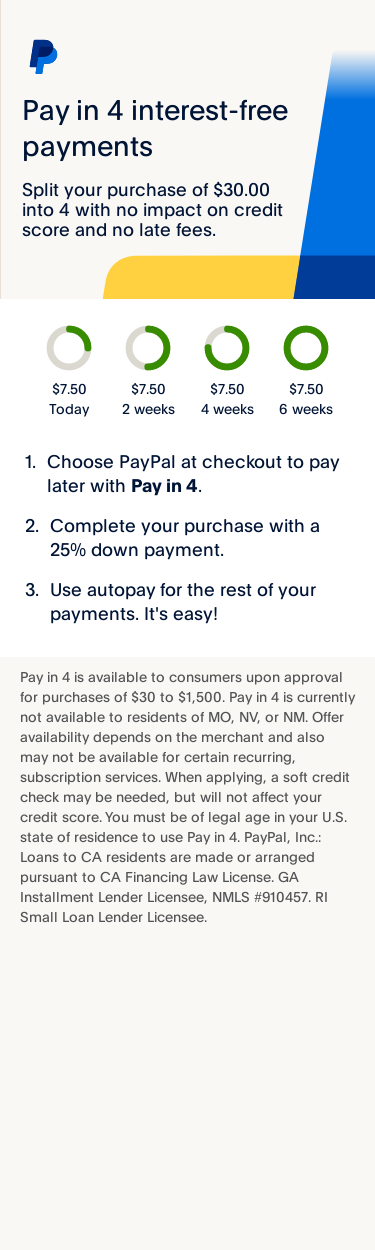 Pay in 4 interest-free
payments
Split your purchase of $30.00
into 4 with no impact on credit
score and no late fees.
$7.50 $7.50 $7.50 $7.50
Today 2 weeks 4 weeks 6 weeks
1. Choose PayPal at checkout to pay
later with Pay in 4.
2. Complete your purchase with a
25% down payment.
3. Use autopay for the rest of your
payments. It's easy!
Pay in 4 is available to consumers upon approval
for purchases of $30 to $1,500. Pay in 4 is currently
not available to residents of MO, NV, or NM. Offer
availability depends on the merchant and also
may not be available for certain recurring,
subscription services. When applying, a soft credit
check may be needed, but will not affect your
credit score. You must be of legal age in your U.S.
state of residence to use Pay in 4. PayPal, Inc.:
Loans to CA residents are made or arranged
pursuant to CA Financing Law License. GA
Installment Lender Licensee, NMLS #910457. RI
Small Loan Lender Licensee.